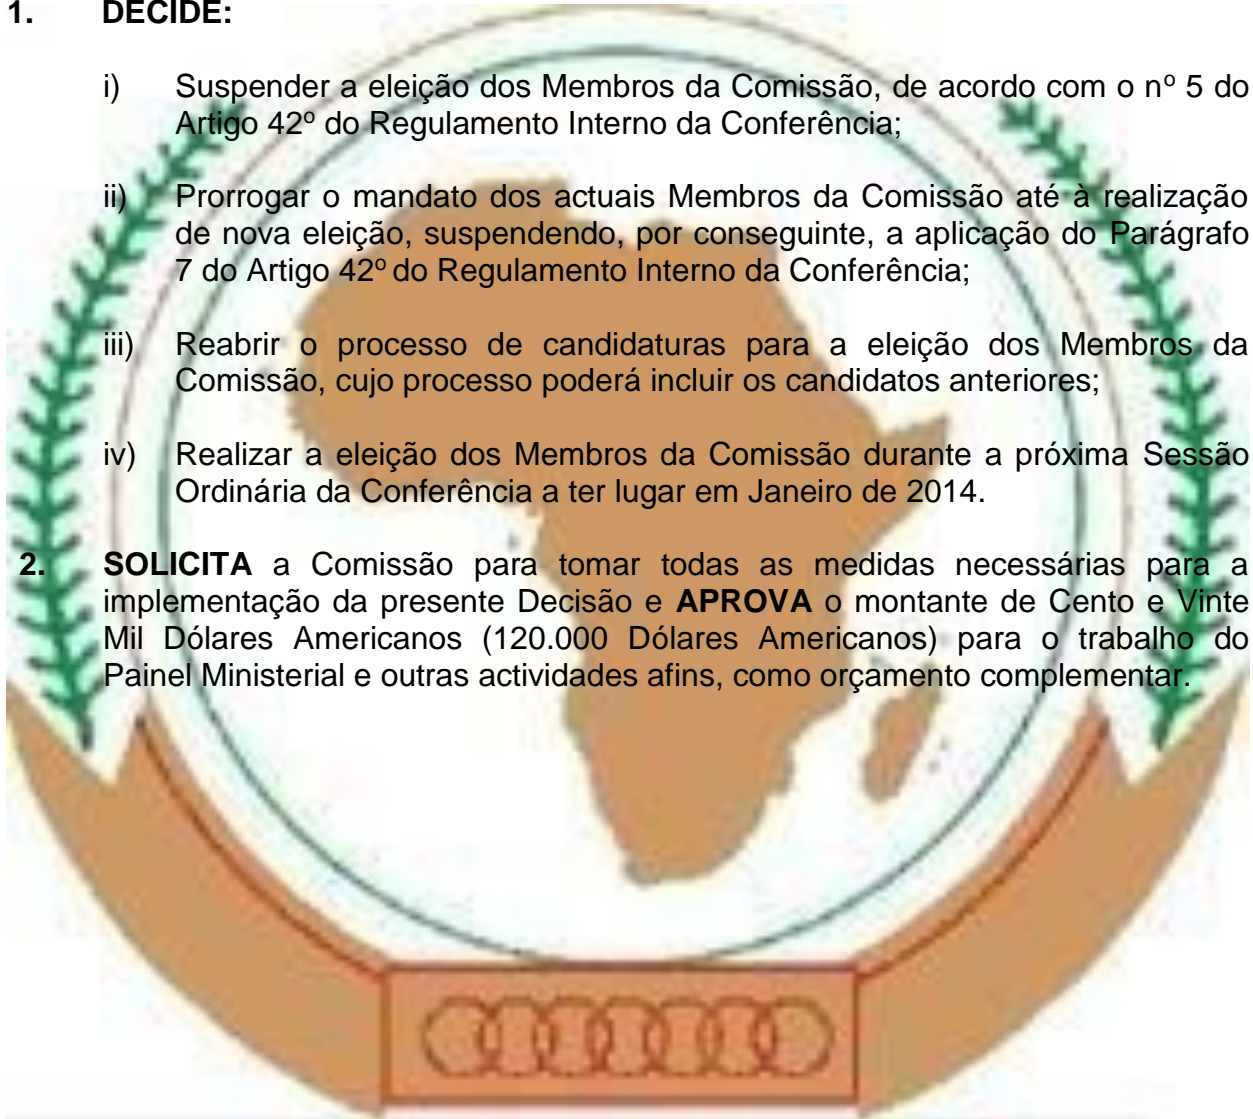 1. DECIDE:
i) Suspender a eleição dos Membros da Comissão, de acordo com o nº 5 do
Artigo 42º do Regulamento Interno da Conferência;
ii) Prorrogar o mandato dos actuais Membros da Comissão até à realização
de nova eleição, suspendendo, por conseguinte, a aplicação do Parágrafo
7 do Artigo 42º do Regulamento Interno da Conferência;
iii) Reabrir o processo de candidaturas para a eleição dos Membros da
Comissão, cujo processo poderá incluir os candidatos anteriores;
iv) Realizar a eleição dos Membros da Comissão durante a próxima Sessão
Ordinária da Conferência a ter lugar em Janeiro de 2014.
2. SOLICITA a Comissão para tomar todas as medidas necessárias para a
implementação da presente Decisão e APROVA o montante de Cento e Vinte
Mil Dólares Americanos (120.000 Dólares Americanos) para o trabalho do
Painel Ministerial e outras actividades afins, como orçamento complementar.